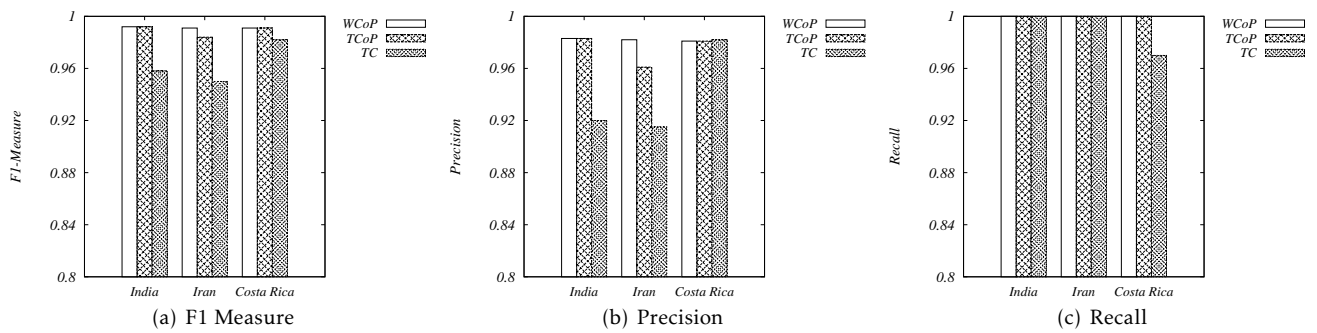 F1-Measure
1
0.96
0.92
0.88
0.84
0.8
India Iran Costa Rica
WCoP
TCoP
TC
(a) F1 Measure
Precision
1
0.96
0.92
0.88
0.84
0.8
India Iran Costa Rica
WCoP
TCoP
TC
(b) Precision
Recall
1
0.96
0.92
0.88
0.84
0.8
India Iran Costa Rica
WCoP
TCoP
TC
(c) Recall